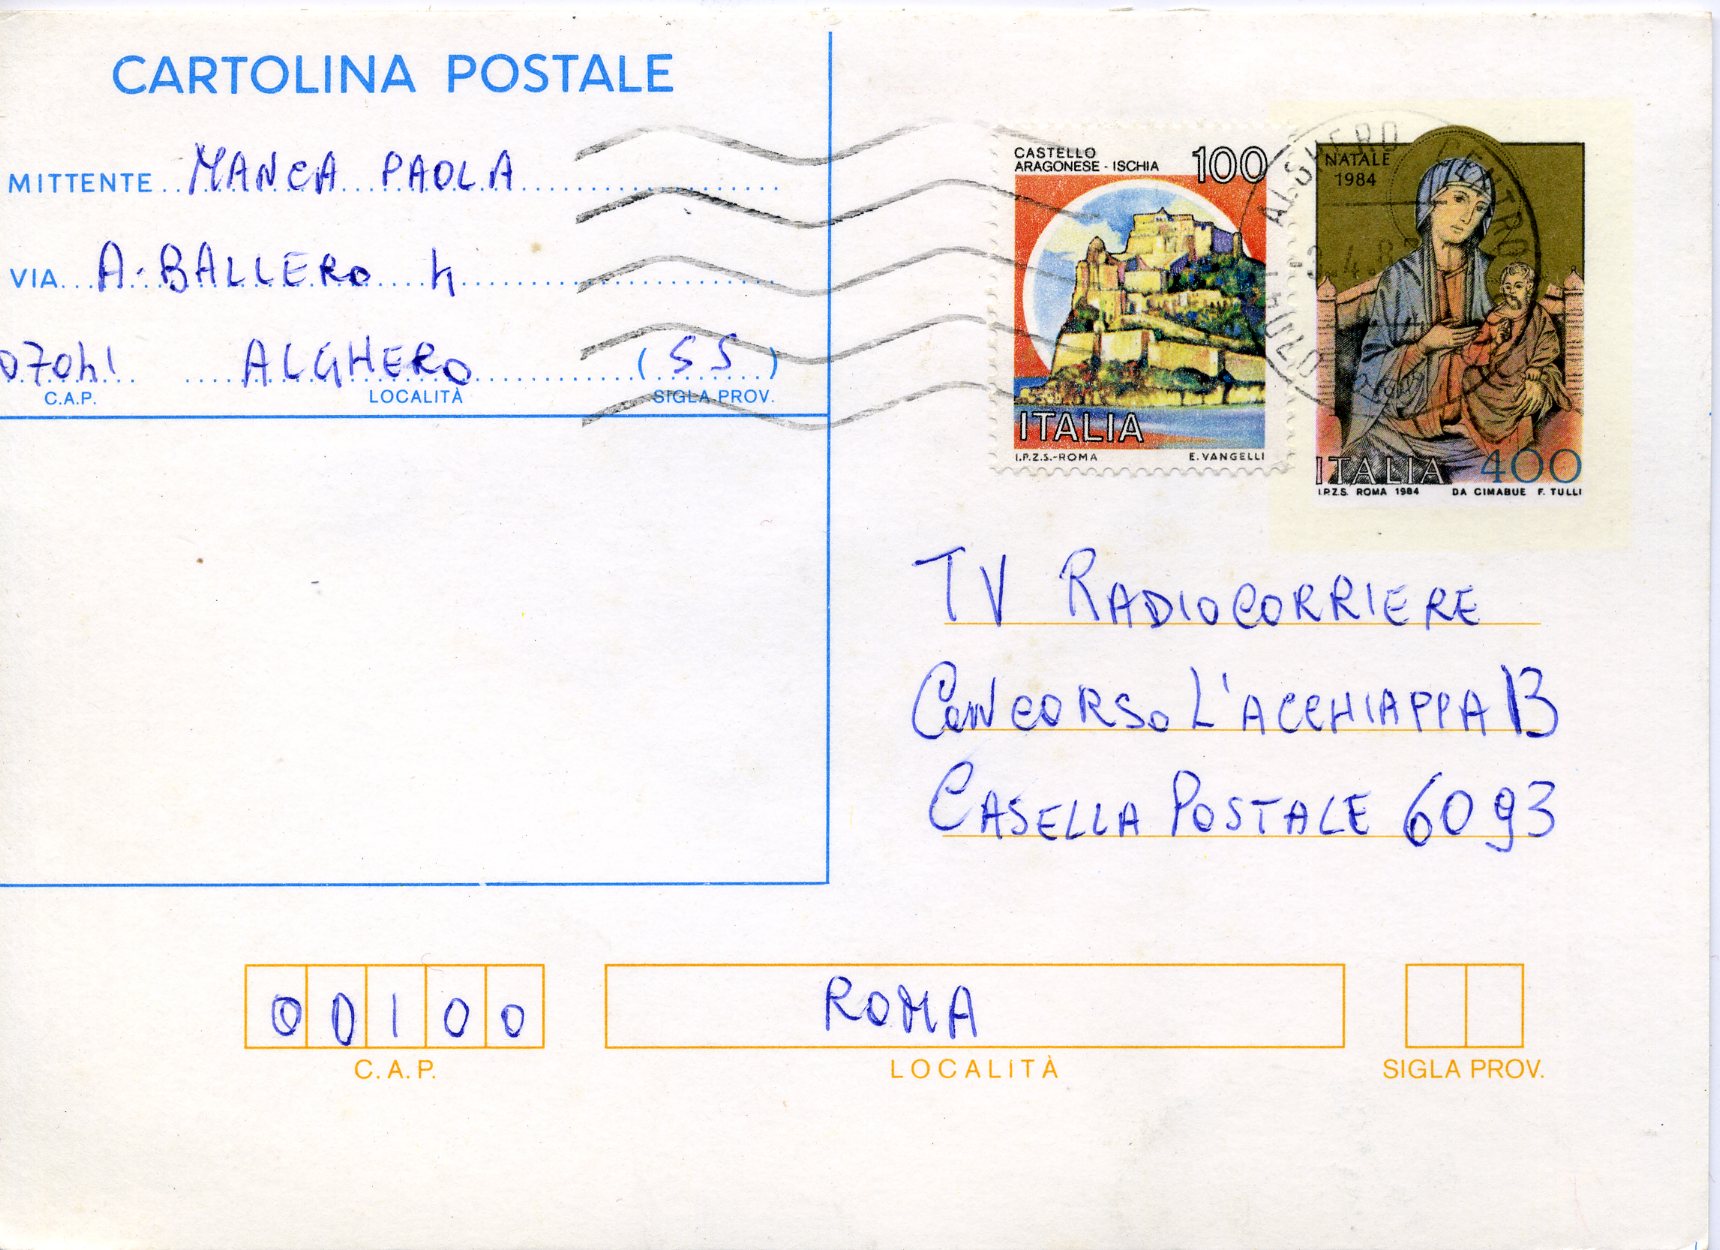 CARTOLINA POSTALE
MITTENTE MANCA PAOLA
VIA A. BALLERO 4
07041 ALGHERO (SS)
C.A.P. LOCALITÀ SIGLA PROV.
CASTELLO
ARAGONESE - ISCHIA 100
ITALIA
I.P.Z.S.-ROMA E. VANGELLI
NATALE
1984
ITALIA 400
I.P.Z.S. ROMA 1984 DA CIMABUE F. TULLI
07041 ALGHERO CENTRO
TV RADIOCORRIERE
CONCORSO L'ACCHIAPPA 13
CASELLA POSTALE 6093
00100 ROMA
C.A.P. LOCALITÀ SIGLA PROV.